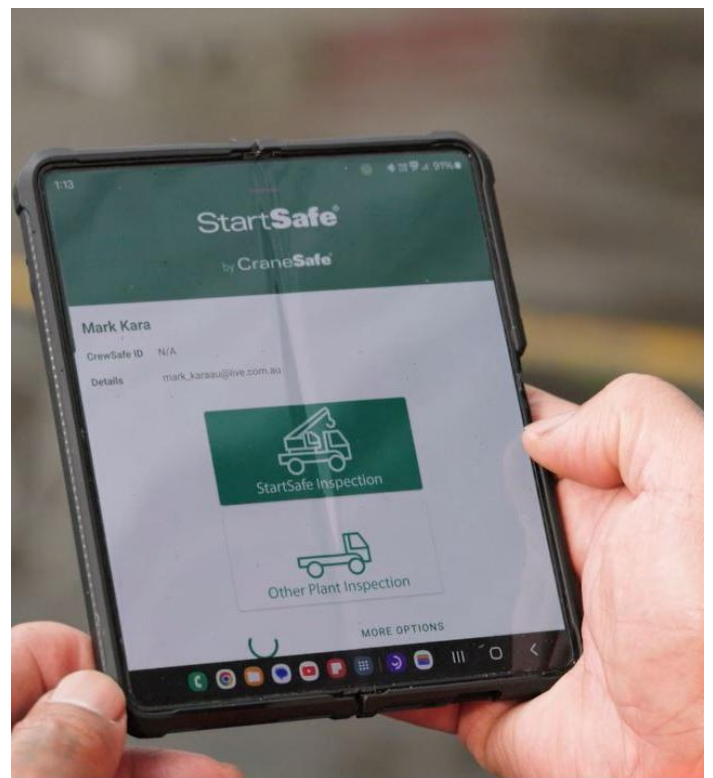 1:13
91%
StartSafe
by CraneSafe
Mark Kara
CrewSafe ID N/A
Details mark_karaau@live.com.au
StartSafe Inspection
Other Plant Inspection
MORE OPTIONS